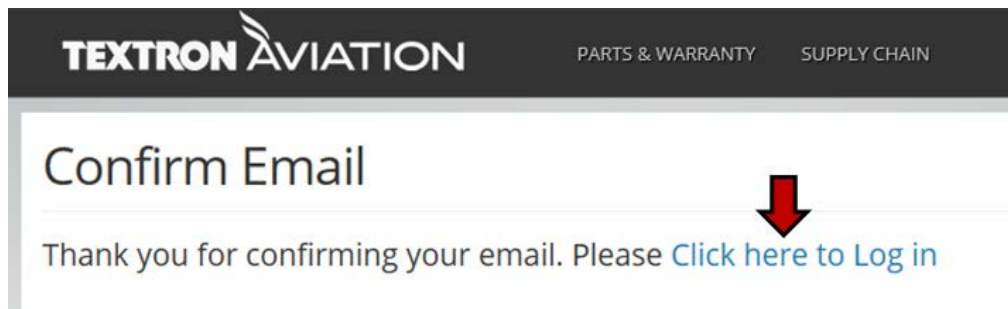 TEXTRON AVIATION PARTS & WARRANTY SUPPLY CHAIN
Confirm Email
Thank you for confirming your email. Please Click here to Log in